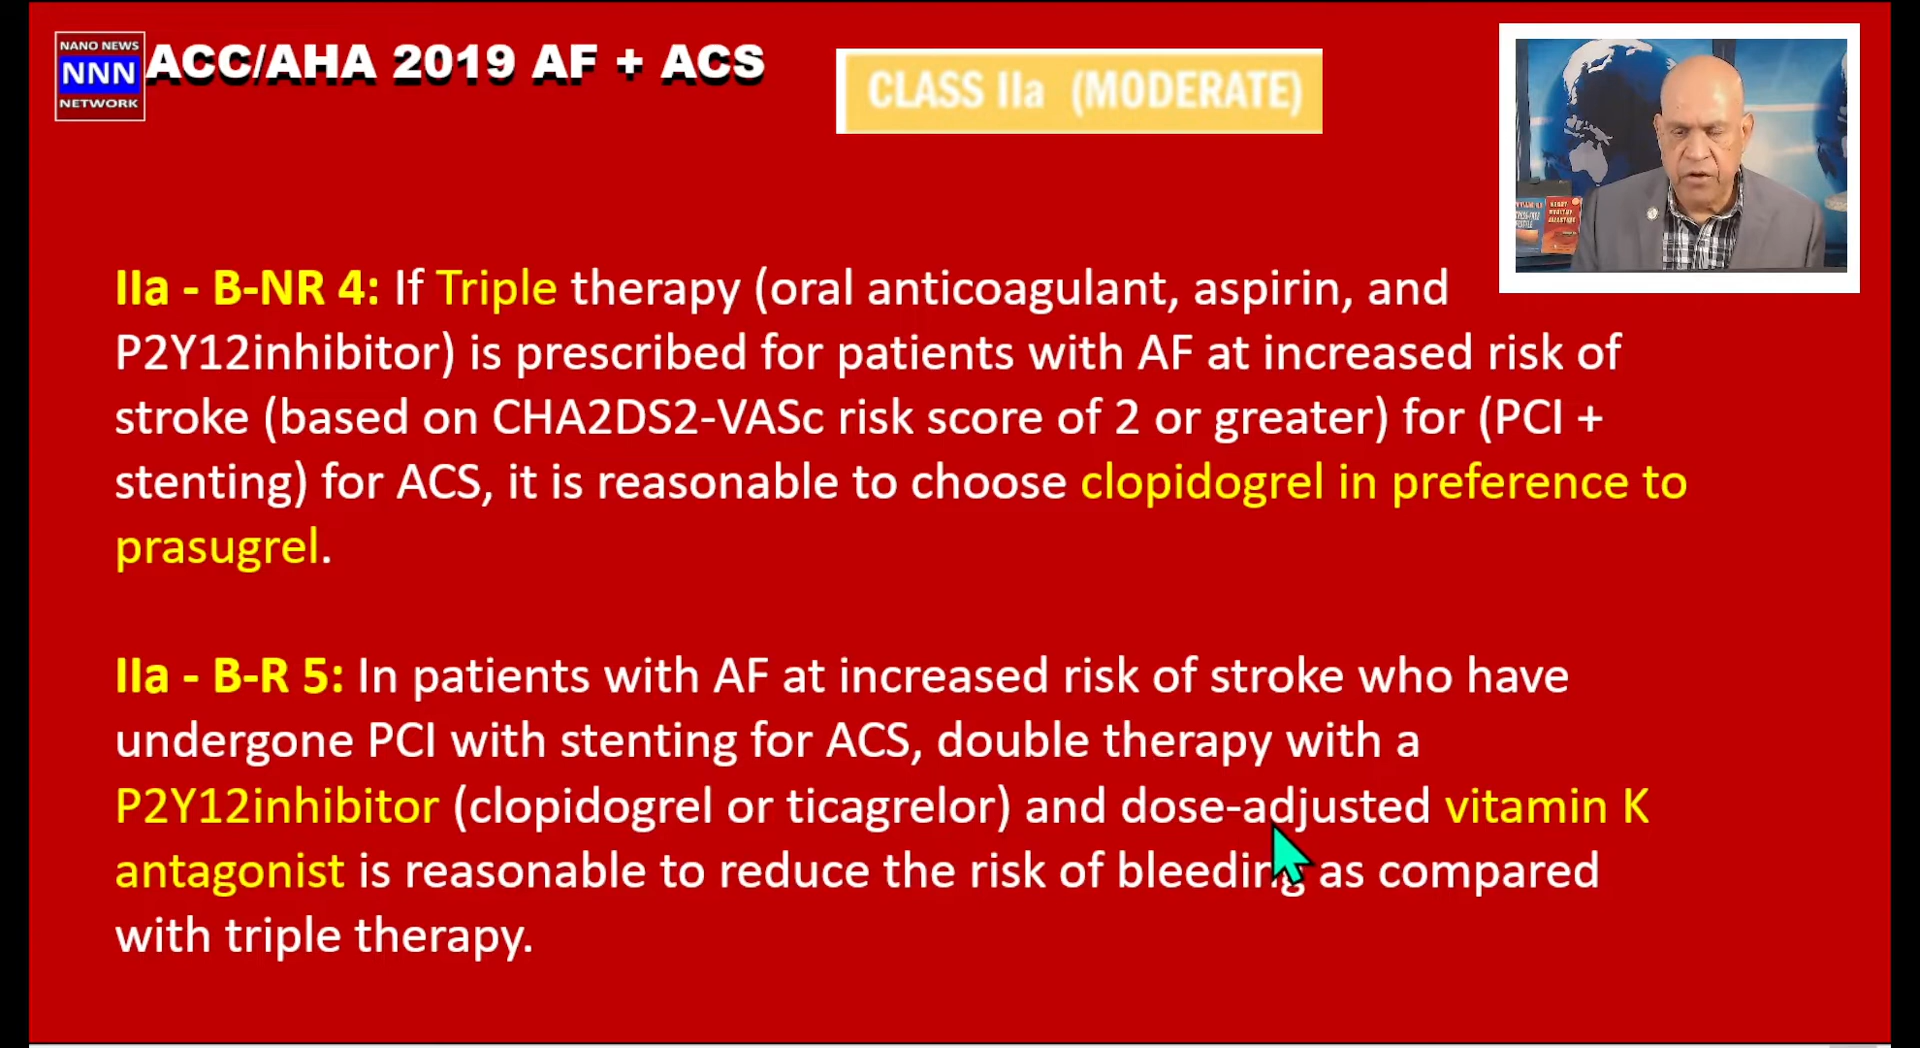 NANO NEWS
NNN
NETWORK
ACC/AHA 2019 AF + ACS
CLASS IIa (MODERATE)
IIa - B-NR 4: If Triple therapy (oral anticoagulant, aspirin, and
P2Y12inhibitor) is prescribed for patients with AF at increased risk of
stroke (based on CHA2DS2-VASc risk score of 2 or greater) for (PCI +
stenting) for ACS, it is reasonable to choose clopidogrel in preference to
prasugrel.
IIa - B-R 5: In patients with AF at increased risk of stroke who have
undergone PCI with stenting for ACS, double therapy with a
P2Y12inhibitor (clopidogrel or ticagrelor) and dose-adjusted vitamin K
antagonist is reasonable to reduce the risk of bleeding as compared
with triple therapy.